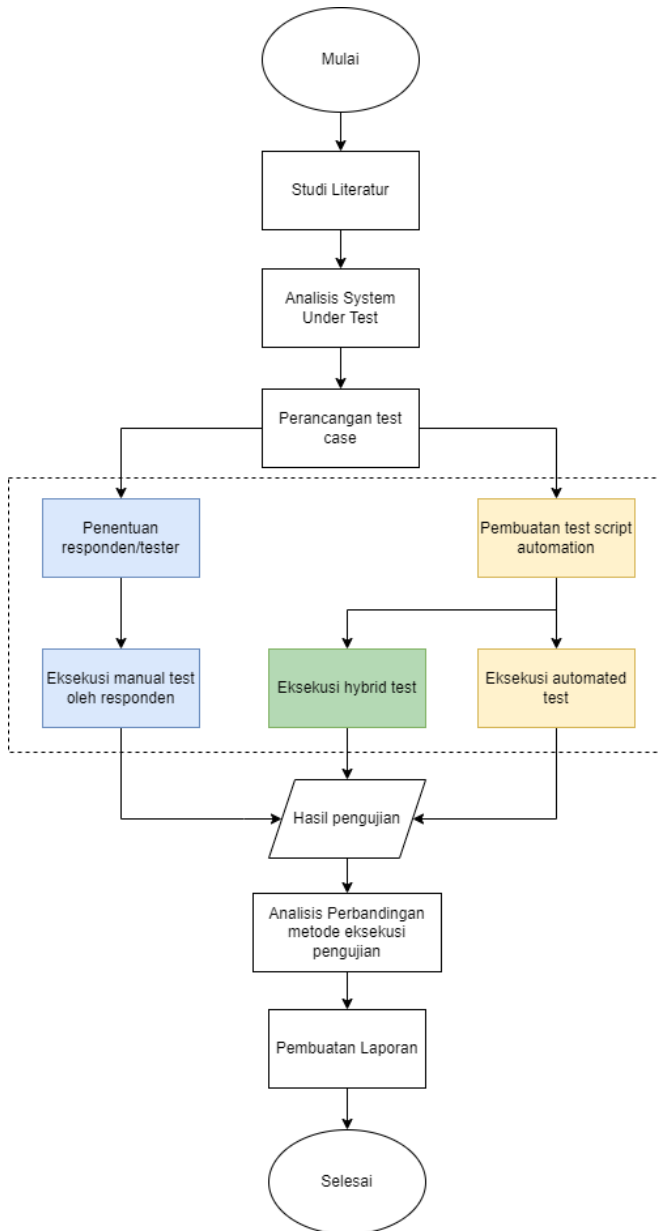 Mulai
Studi Literatur
Analisis System
Under Test
Perancangan test
case
Penentuan
responden/tester
Pembuatan test script
automation
Eksekusi manual test
oleh responden
Eksekusi hybrid test
Eksekusi automated
test
Hasil pengujian
Analisis Perbandingan
metode eksekusi
pengujian
Pembuatan Laporan
Selesai